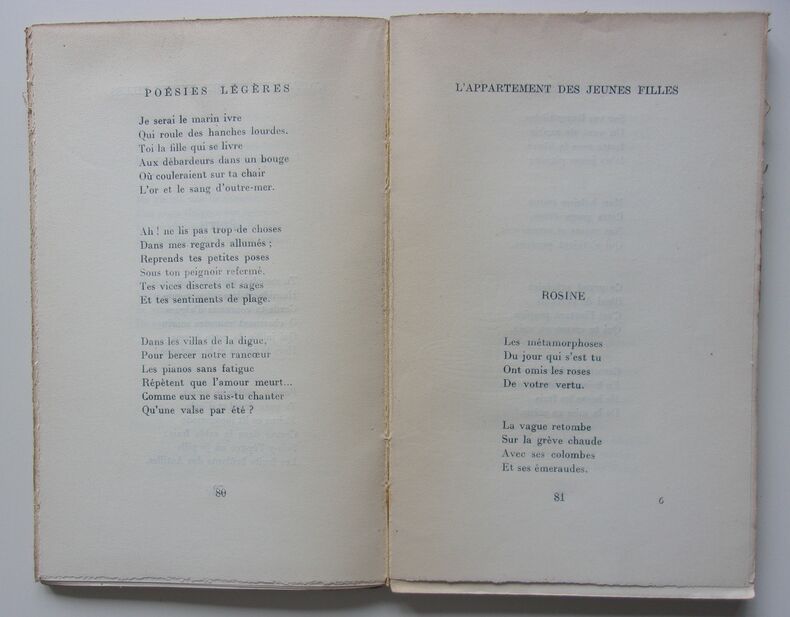 POÉSIES LÉGÈRES
Je serai le marin ivre
Qui roule des hanches lourdes.
Toi la fille qui se livre
Aux débardeurs dans un bouge
Où couleraient sur ta chair
L'or et le sang d'outre-mer.
Ah ! ne lis pas trop de choses
Dans mes regards allumés ;
Reprends tes petites poses
Sous ton peignoir refermé.
Tes vices discrets et sages
Et tes sentiments de plage.
Dans les villas de la digue,
Pour bercer notre rancœur
Les pianos sans fatigue
Répètent que l'amour meurt...
Comme eux ne sais-tu chanter
Qu'une valse par été ?
80
L'APPARTEMENT DES JEUNES FILLES
ROSINE
Les métamorphoses
Du jour qui s'est tu
Ont omis les roses
De votre vertu.
La vague retombe
Sur la grève chaude
Avec ses colombes
Et ses émeraudes.
81
6